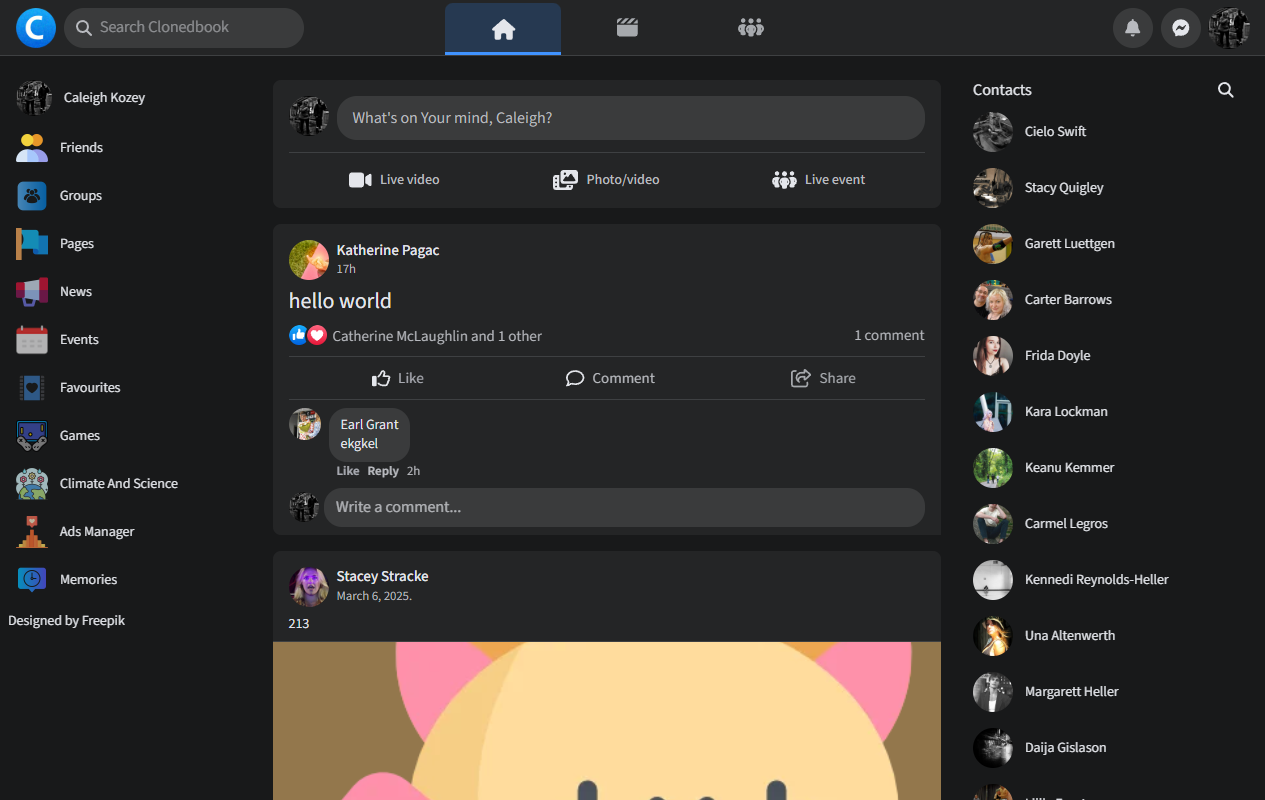 C
Search Clonedbook
Caleigh Kozey
Friends
Groups
Pages
News
Events
Favourites
Games
Climate And Science
Ads Manager
Memories
Designed by Freepik
What's on Your mind, Caleigh?
Live video
Photo/video
Live event
Katherine Pagac
17h
hello world
Catherine McLaughlin and 1 other
1 comment
Like
Comment
Share
Earl Grant
ekgkel
Like Reply 2h
Write a comment...
Stacey Stracke
March 6, 2025.
213
Contacts
Cielo Swift
Stacy Quigley
Garett Luettgen
Carter Barrows
Frida Doyle
Kara Lockman
Keanu Kemmer
Carmel Legros
Kennedi Reynolds-Heller
Una Altenwerth
Margarett Heller
Daija Gislason